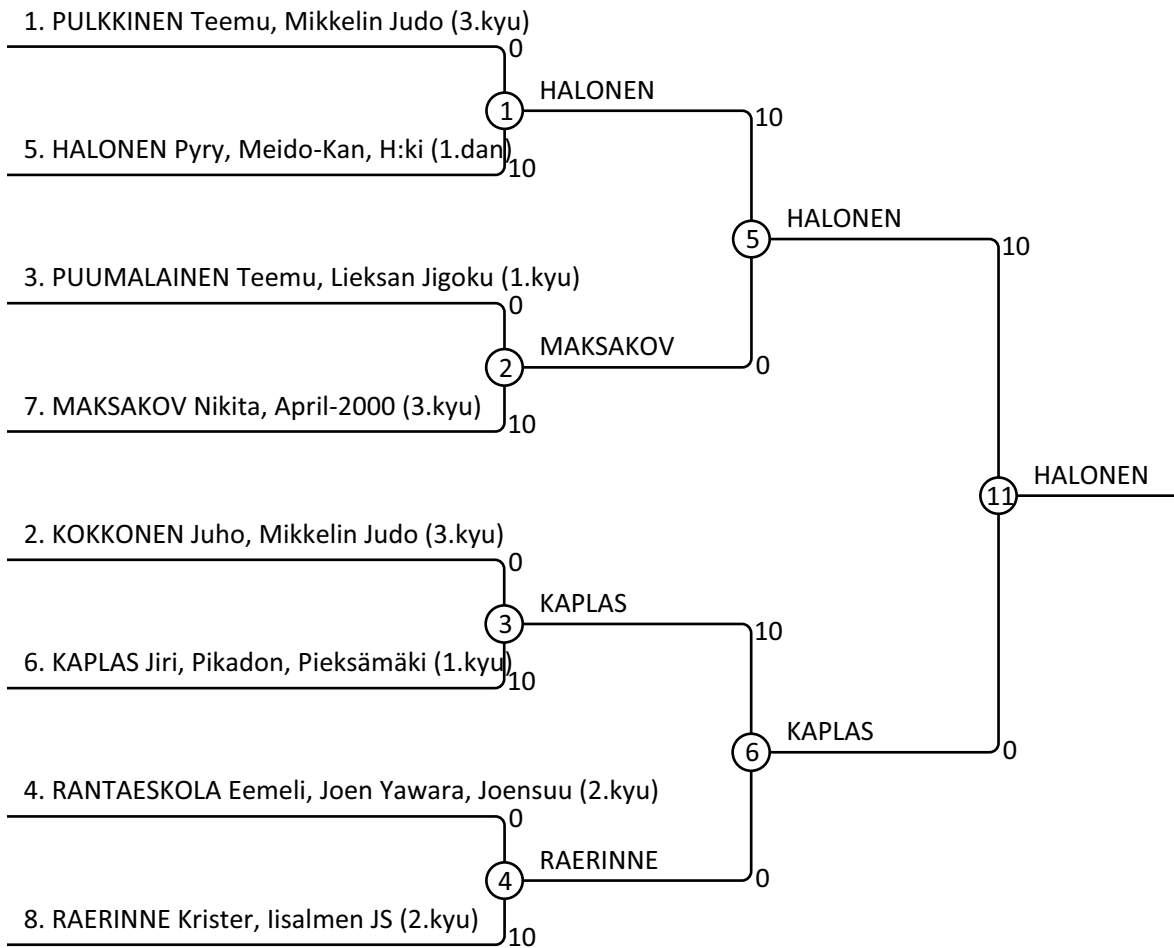 1. PULKKINEN Teemu, Mikkelin Judo (3.kyu)
0
1
HALONEN
10
5. HALONEN Pyry, Meido-Kan, H:ki (1.dan)
10
5
HALONEN
10
3. PUUMALAINEN Teemu, Lieksan Jigoku (1.kyu)
0
2
MAKSAKOV
0
7. MAKSAKOV Nikita, April-2000 (3.kyu)
10
11
HALONEN
2. KOKKONEN Juho, Mikkelin Judo (3.kyu)
0
3
KAPLAS
10
6. KAPLAS Jiri, Pikadon, Pieksämäki (1.kyu)
10
6
KAPLAS
0
4. RANTAESKOLA Eemeli, Joen Yawara, Joensuu (2.kyu)
0
4
RAERINNE
0
8. RAERINNE Krister, Iisalmen JS (2.kyu)
10